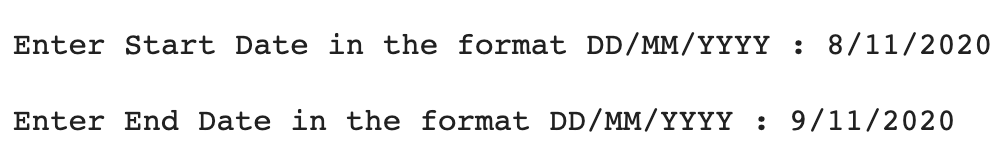 Enter Start Date in the format DD/MM/YYYY : 8/11/2020
Enter End Date in the format DD/MM/YYYY : 9/11/2020